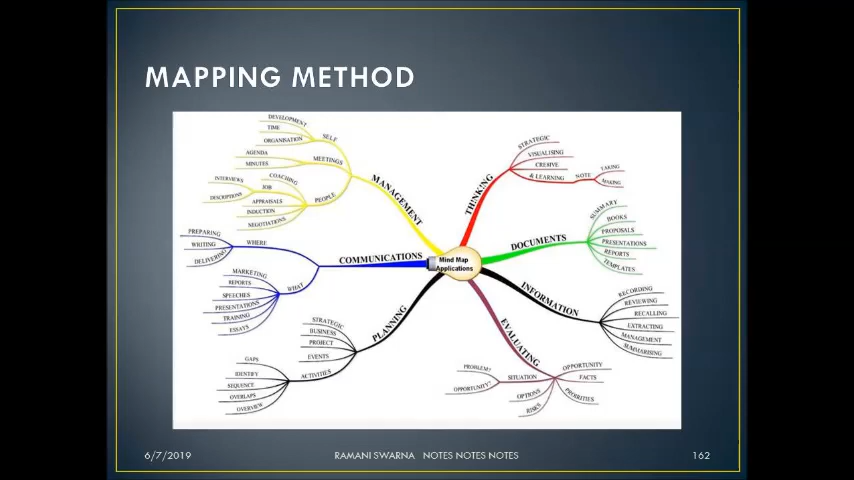 MAPPING METHOD
DEVELOPMENT
TIME
ORGANISATION
SELF
AGENDA
MINUTES
MEETINGS
COACHING
INTERVIEWS
DESCRIPTIONS
JOB
APPRAISALS
INDUCTION
NEGOTIATIONS
PEOPLE
MANAGEMENT
PREPARING
WRITING
DELIVERING
WHERE
MARKETING
REPORTS
SPEECHES
PRESENTATIONS
TRAINING
ESSAYS
WHAT
COMMUNICATIONS
STRATEGIC
BUSINESS
PROJECT
EVENTS
GAPS
IDENTIFY
SEQUENCE
OVERLAPS
OVERVIEW
ACTIVITIES
PLANNING
Mind Map
Applications
THINKING
STRATEGIC
VISUALISING
& LEARNING
NOTE
TAKING
MAKING
DOCUMENTS
SUMMARY
BOOKS
PROPOSALS
PRESENTATIONS
REPORTS
TEMPLATES
INFORMATION
RECORDING
REVIEWING
RECALLING
EXTRACTING
MANAGEMENT
SUMMARISING
EVALUATING
PROBLEM?
OPPORTUNITY?
SITUATION
OPTIONS
RISKS
OPPORTUNITY
FACTS
PRIORITIES
6/7/2019
RAMANI SWARNA NOTES NOTES NOTES
162